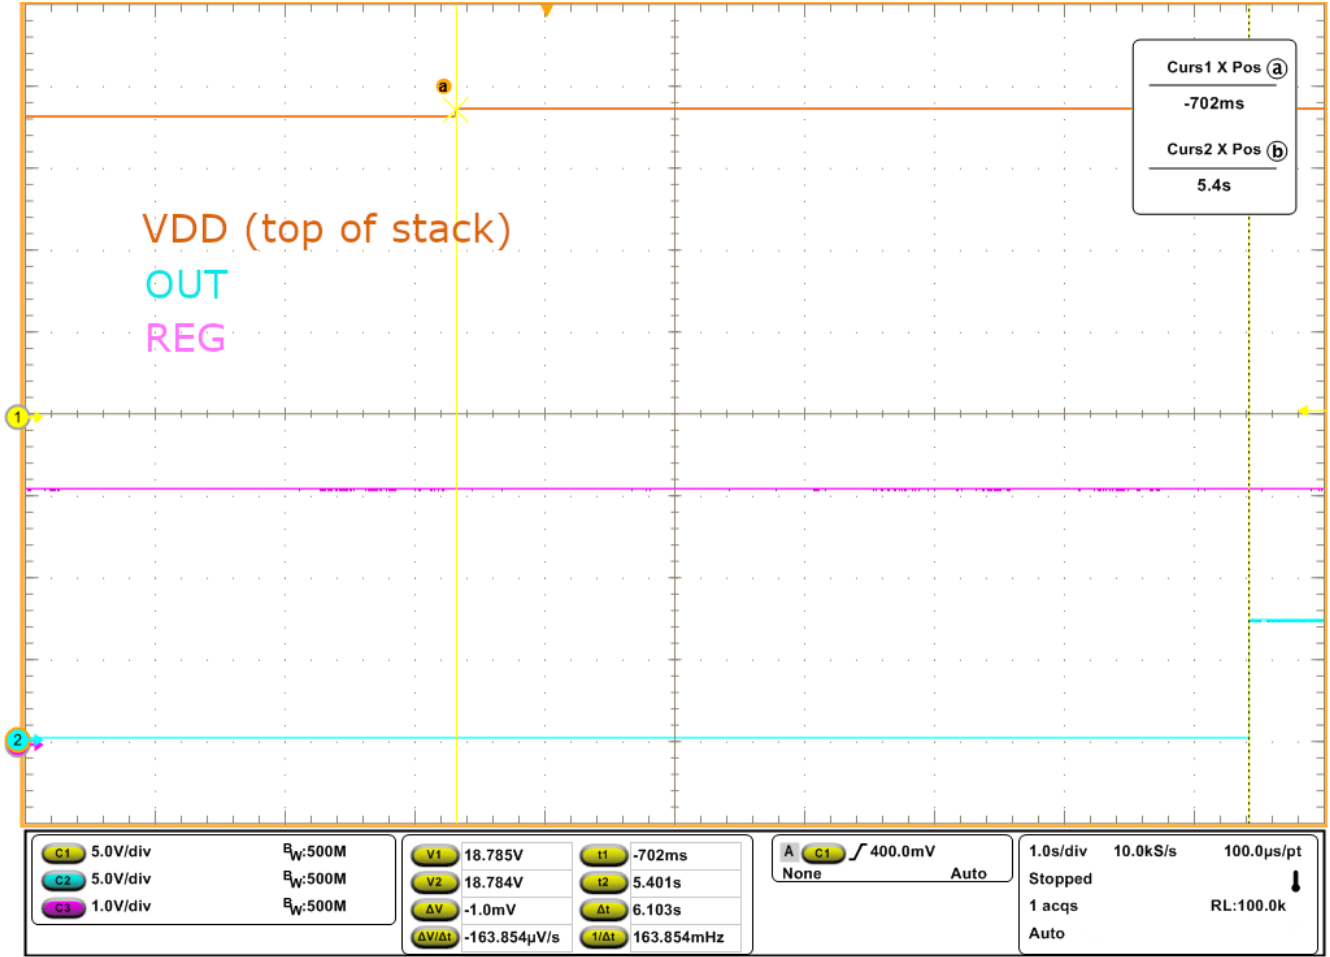 a
Curs1 X Pos ⓐ
-702ms
Curs2 X Pos ⓑ
5.4s
VDD (top of stack)
OUT
REG
1
2
C1 5.0V/div BW:500M
C2 5.0V/div BW:500M
C3 1.0V/div BW:500M
V1 18.785V t1 -702ms
V2 18.784V t2 5.401s
ΔV -1.0mV Δt 6.103s
ΔV/Δt -163.854µV/s 1/Δt 163.854mHz
A C1 400.0mV
None Auto
1.0s/div 10.0kS/s 100.0µs/pt
Stopped
1 acqs RL:100.0k
Auto